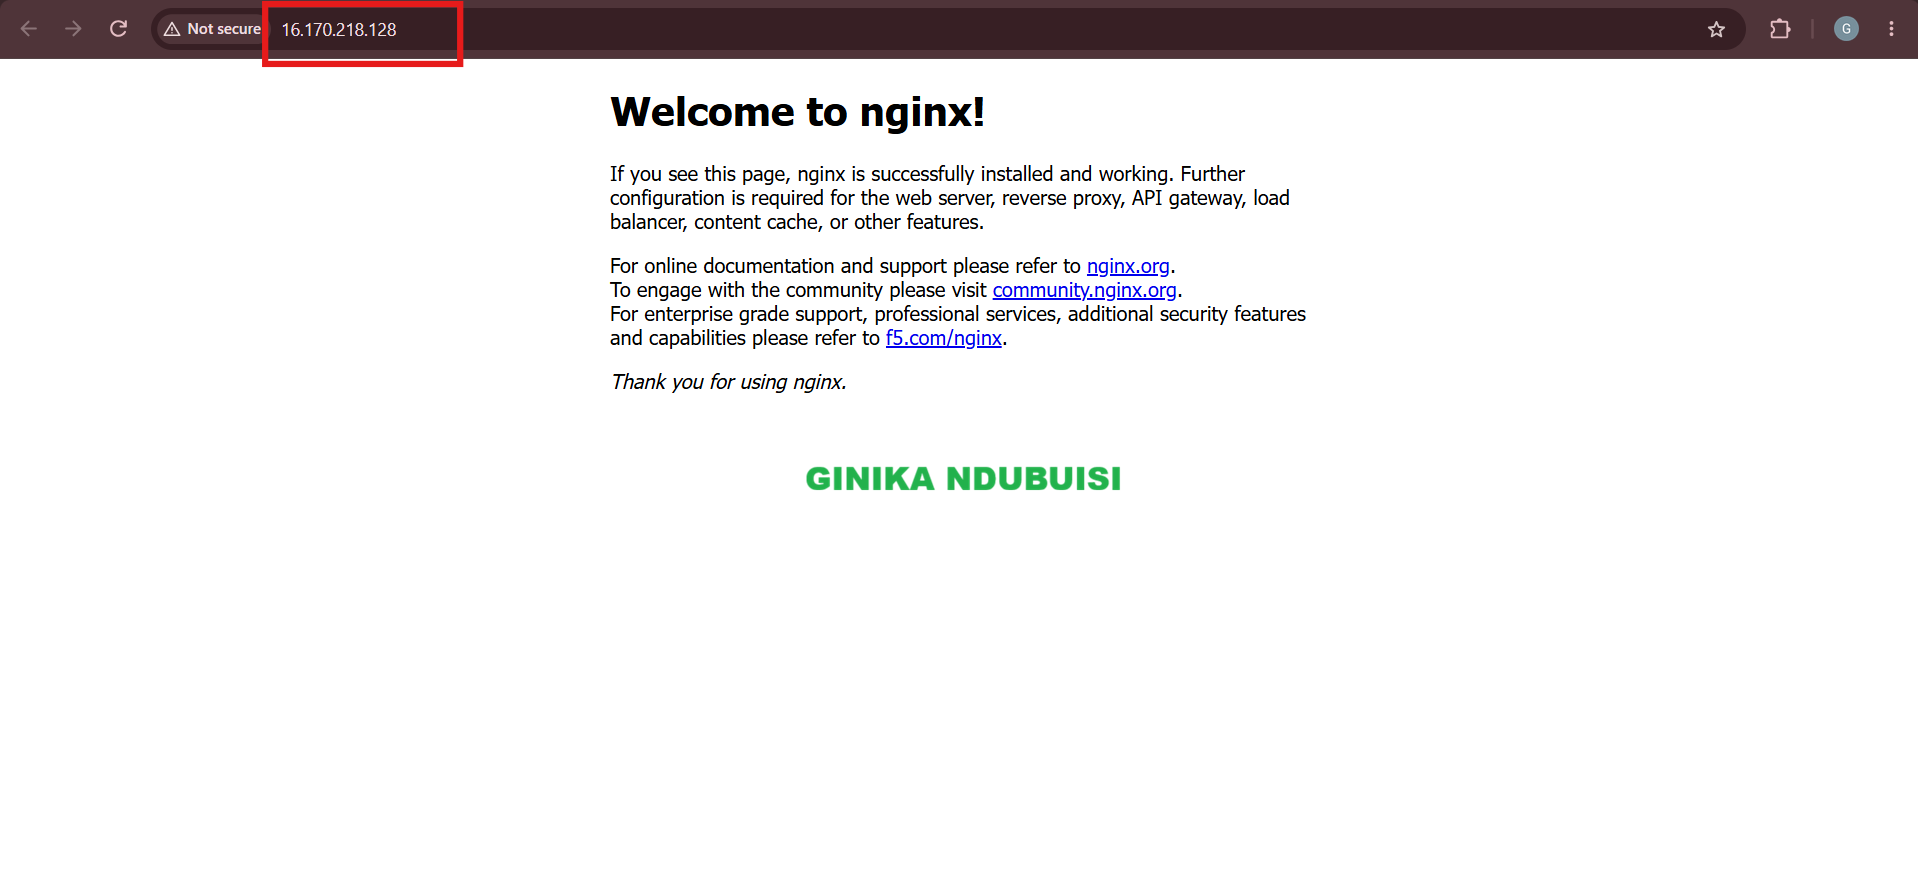 Not secure 16.170.218.128 G
Welcome to nginx!
If you see this page, nginx is successfully installed and working. Further
configuration is required for the web server, reverse proxy, API gateway, load
balancer, content cache, or other features.
For online documentation and support please refer to nginx.org.
To engage with the community please visit community.nginx.org.
For enterprise grade support, professional services, additional security features
and capabilities please refer to f5.com/nginx.
Thank you for using nginx.
GINIKA NDUBUISI